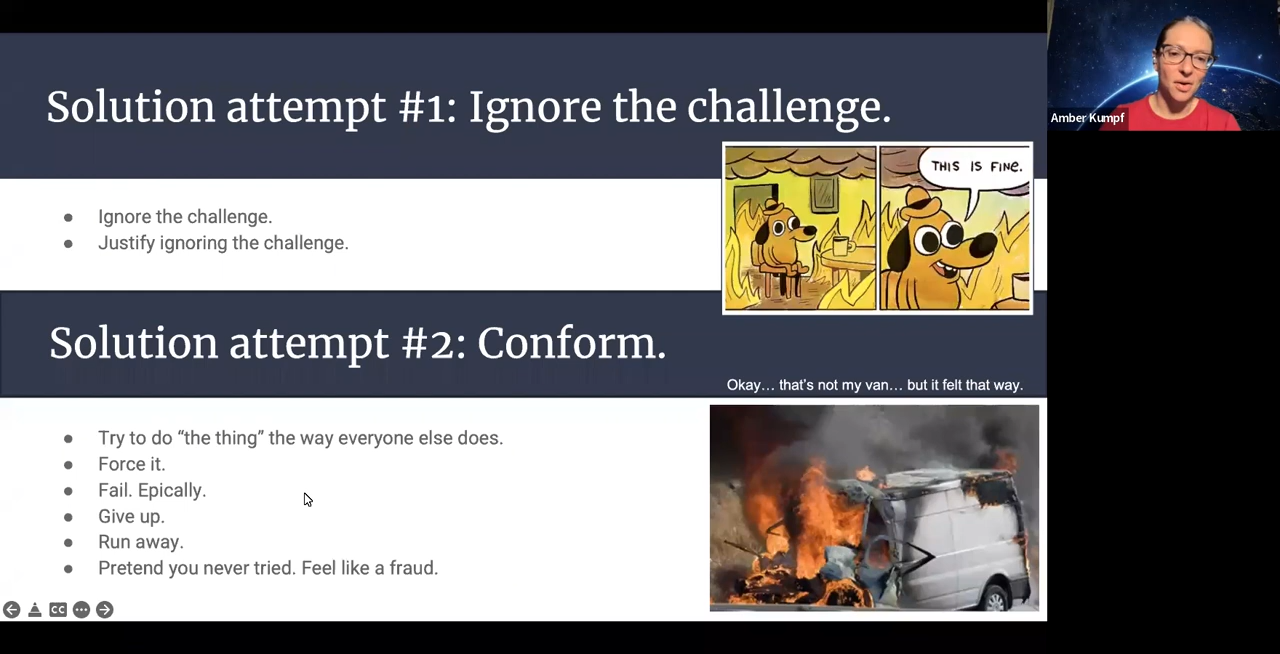 Solution attempt #1: Ignore the challenge.
THIS IS FINE.
● Ignore the challenge.
● Justify ignoring the challenge.
Solution attempt #2: Conform.
Okay… that's not my van… but it felt that way.
● Try to do “the thing” the way everyone else does.
● Force it.
● Fail. Epically.
● Give up.
● Run away.
● Pretend you never tried. Feel like a fraud.
CC
Amber Kumpf